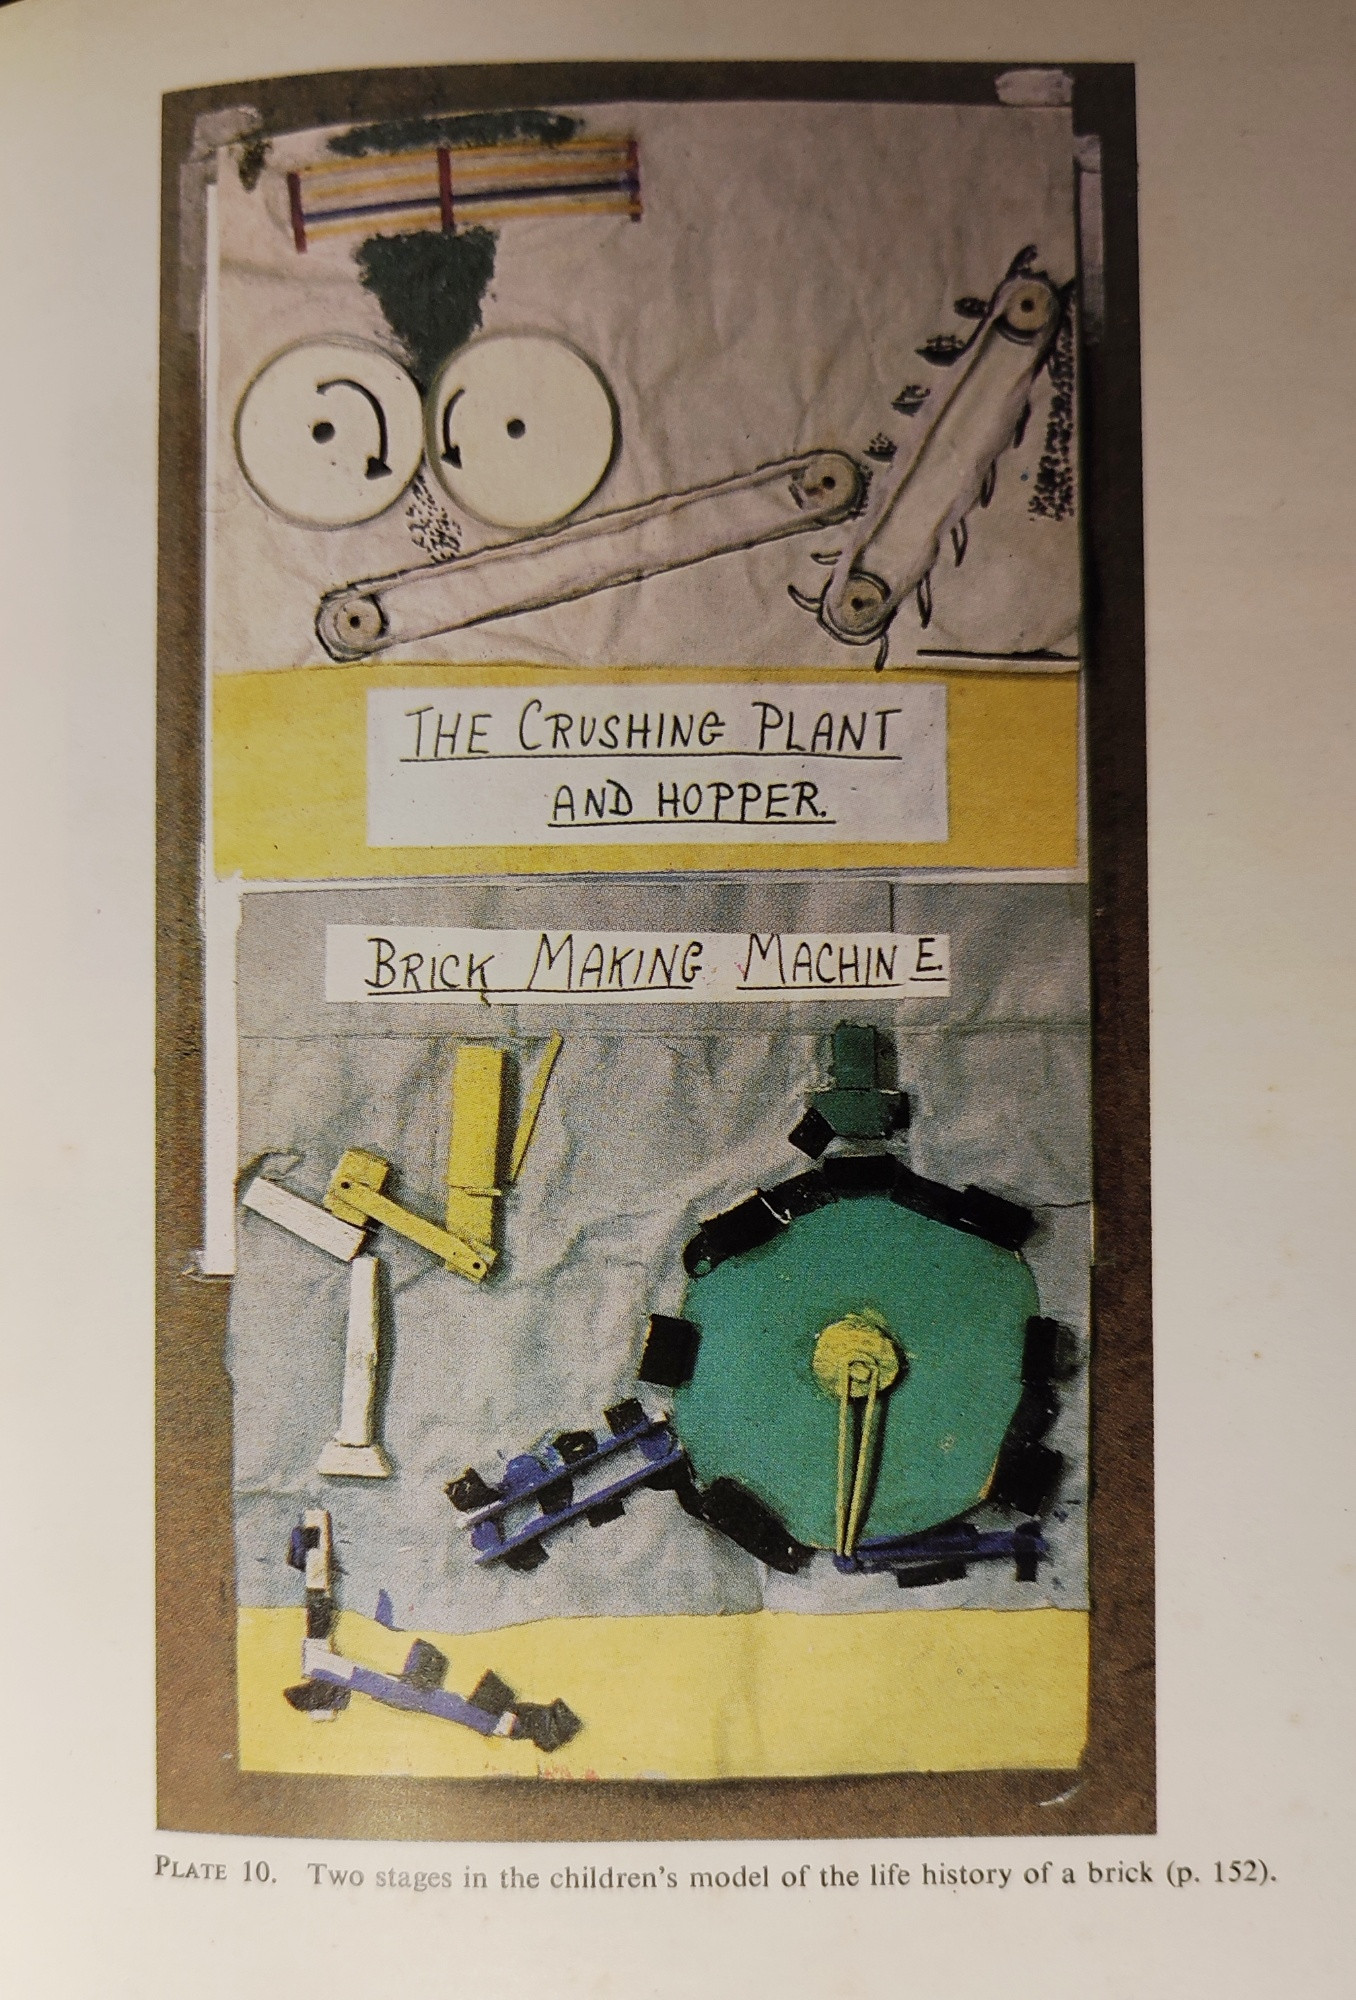 THE CRUSHING PLANT
AND HOPPER.
BRICK MAKING MACHINE.
PLATE 10. Two stages in the children's model of the life history of a brick (p. 152).